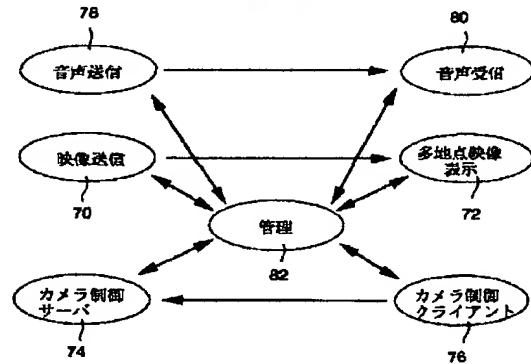 78
80
音声送信
音声受信
映像送信
多地点映像
表示
70
72
管理
82
カメラ制御
サーバ
カメラ制御
クライアント
74
76